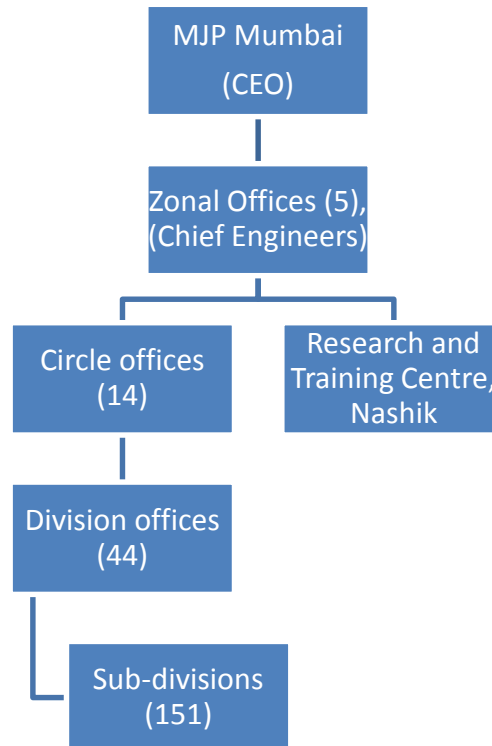 MJP Mumbai
(CEO)
Zonal Offices (5),
(Chief Engineers)
Circle offices
(14)
Research and
Training Centre,
Nashik
Division offices
(44)
Sub-divisions
(151)